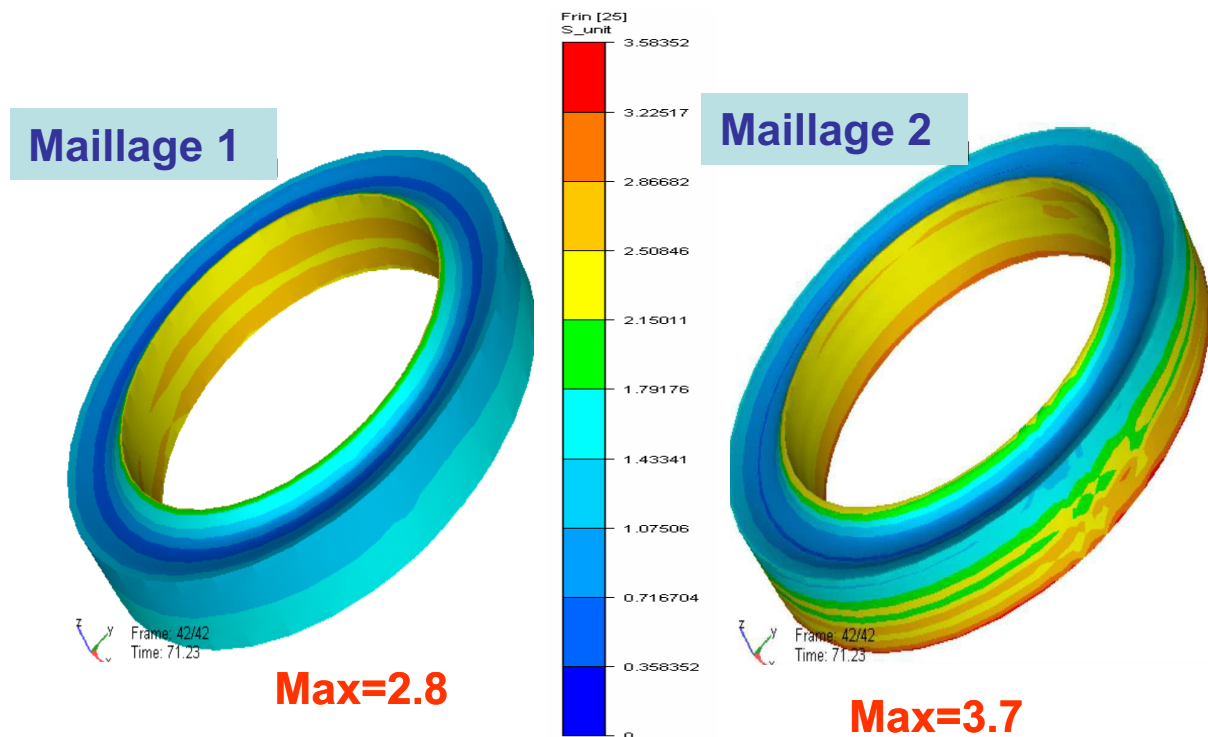 Frin [25]
S_unit
3.58352
3.22517
2.86682
2.50846
2.15011
1.79176
1.43341
1.07506
0.716704
0.358352
0
Maillage 1
Maillage 2
z
y
x
Frame: 42/42
Time: 71.23
z
y
x
Frame: 42/42
Time: 71.23
Max=2.8
Max=3.7